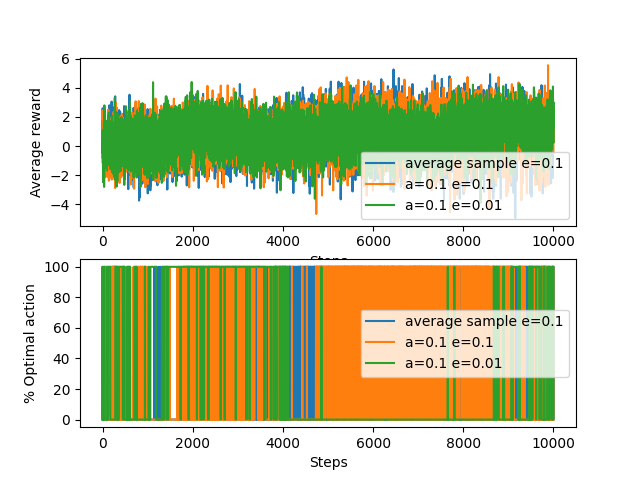 6
4
2
0
−2
−4
Average reward
average sample e=0.1
a=0.1 e=0.1
a=0.1 e=0.01
0
2000
4000
6000
8000
10000
Steps
100
80
60
40
20
0
% Optimal action
average sample e=0.1
a=0.1 e=0.1
a=0.1 e=0.01
0
2000
4000
6000
8000
10000
Steps